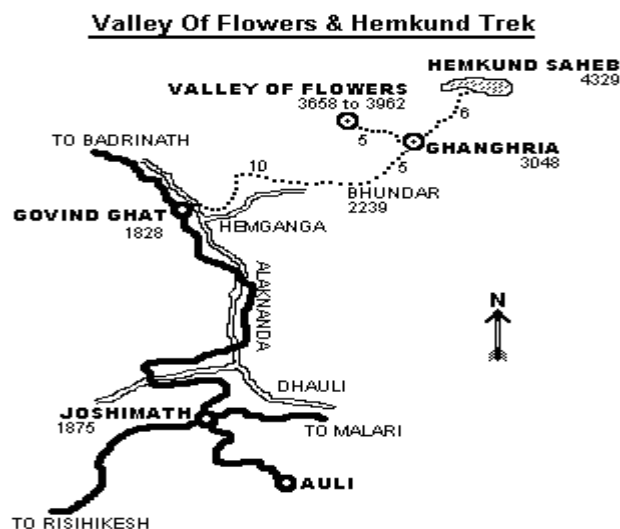 Valley Of Flowers & Hemkund Trek
HEMKUND SAHEB
4329
VALLEY OF FLOWERS
3658 to 3962
6
TO BADRINATH
5
GHANGHRIA
3048
10
5
BHUNDAR
2239
GOVIND GHAT
1828
HEMGANGA
ALAKNANDA
N
DHAULI
JOSHIMATH
1875
TO MALARI
AULI
TO RISIHIKESH